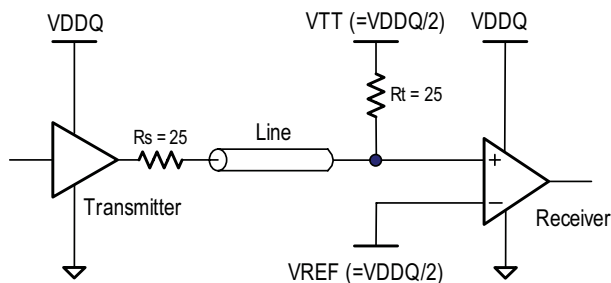 VDDQ
VTT (=VDDQ/2)
VDDQ
Rt = 25
Rs = 25
Line
+
−
Transmitter
Receiver
VREF (=VDDQ/2)